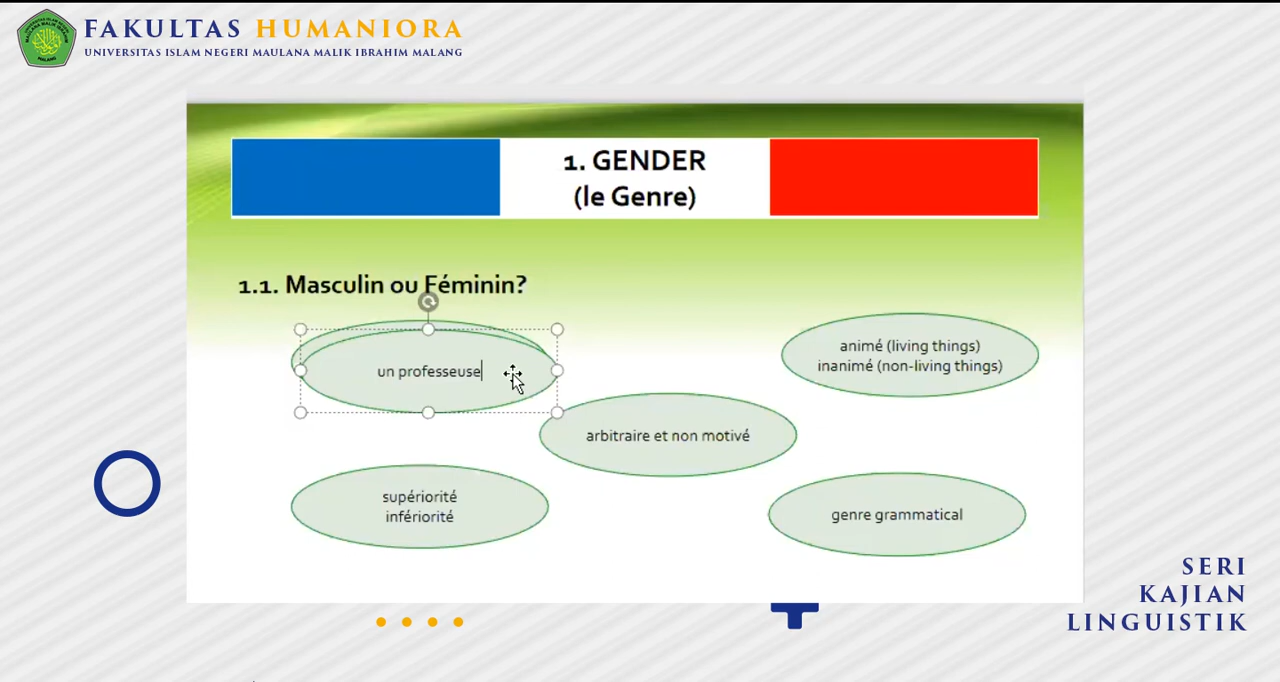 FAKULTAS HUMANIORA
UNIVERSITAS ISLAM NEGERI MAULANA MALIK IBRAHIM MALANG
1. GENDER
(le Genre)
1.1. Masculin ou Féminin?
un professeuse
animé (living things)
inanimé (non-living things)
arbitraire et non motivé
supériorité
infériorité
genre grammatical
SERI
KAJIAN
LINGUISTIK